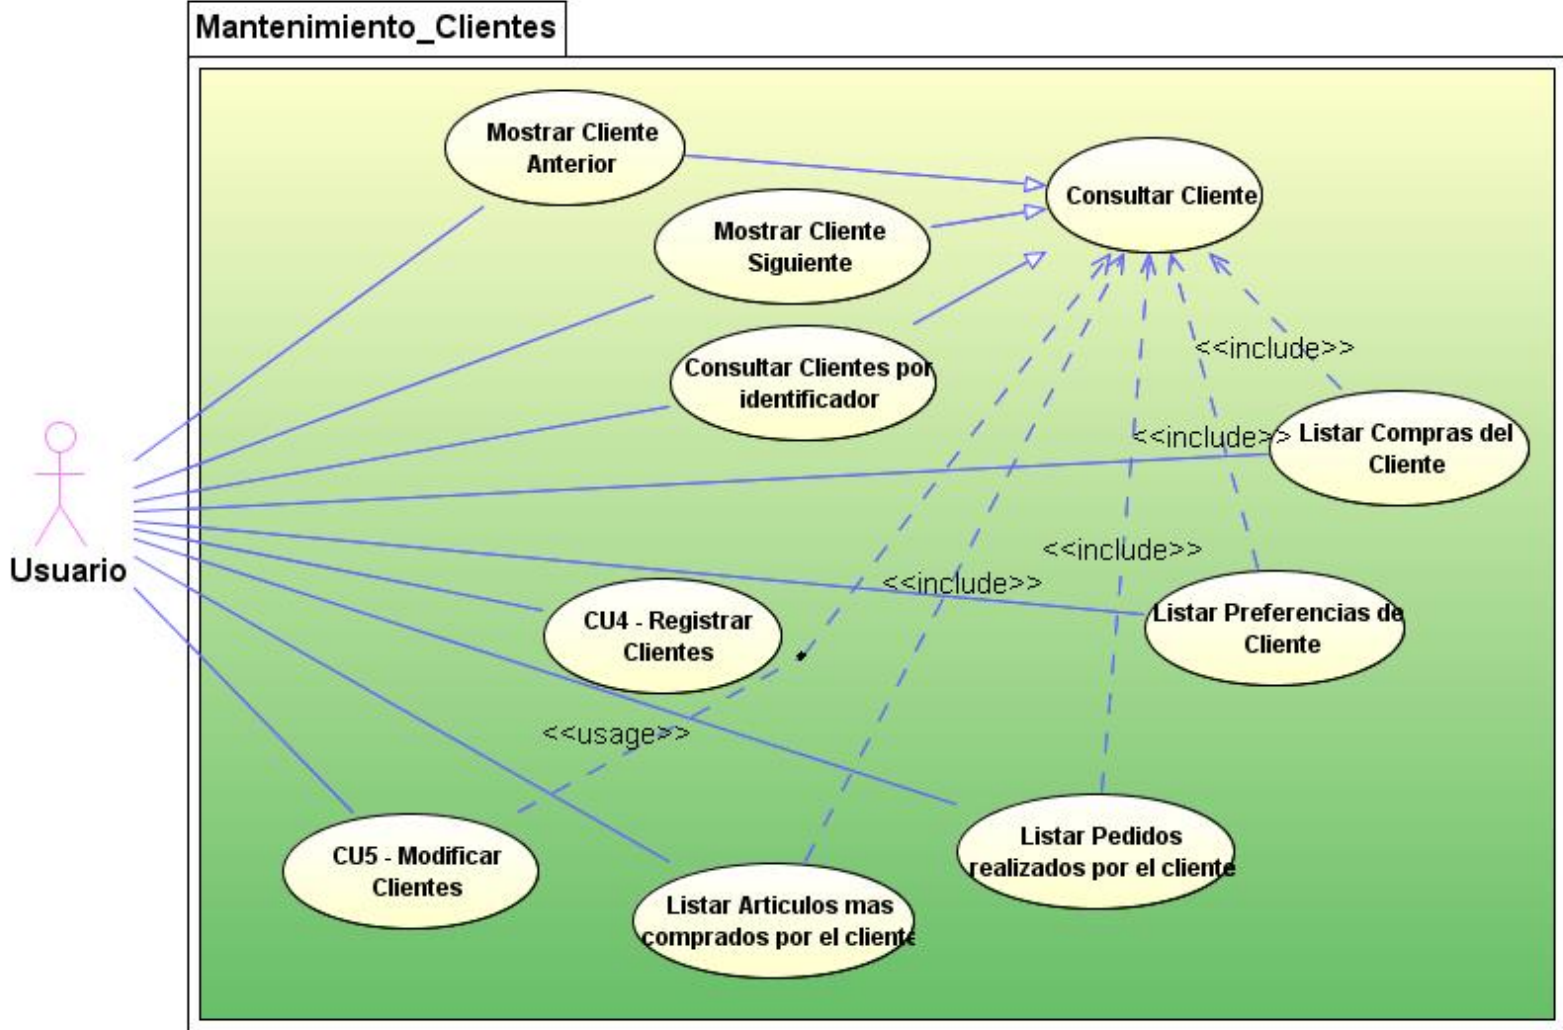 Mantenimiento_Clientes
Mostrar Cliente
Anterior
Consultar Cliente
Mostrar Cliente
Siguiente
Consultar Clientes por
identificador
<<include>>
<<include>>
Listar Compras del
Cliente
<<include>>
<<include>>
Usuario
CU4 - Registrar
Clientes
Listar Preferencias de
Cliente
<<usage>>
CU5 - Modificar
Clientes
Listar Pedidos
realizados por el cliente
Listar Articulos mas
comprados por el cliente